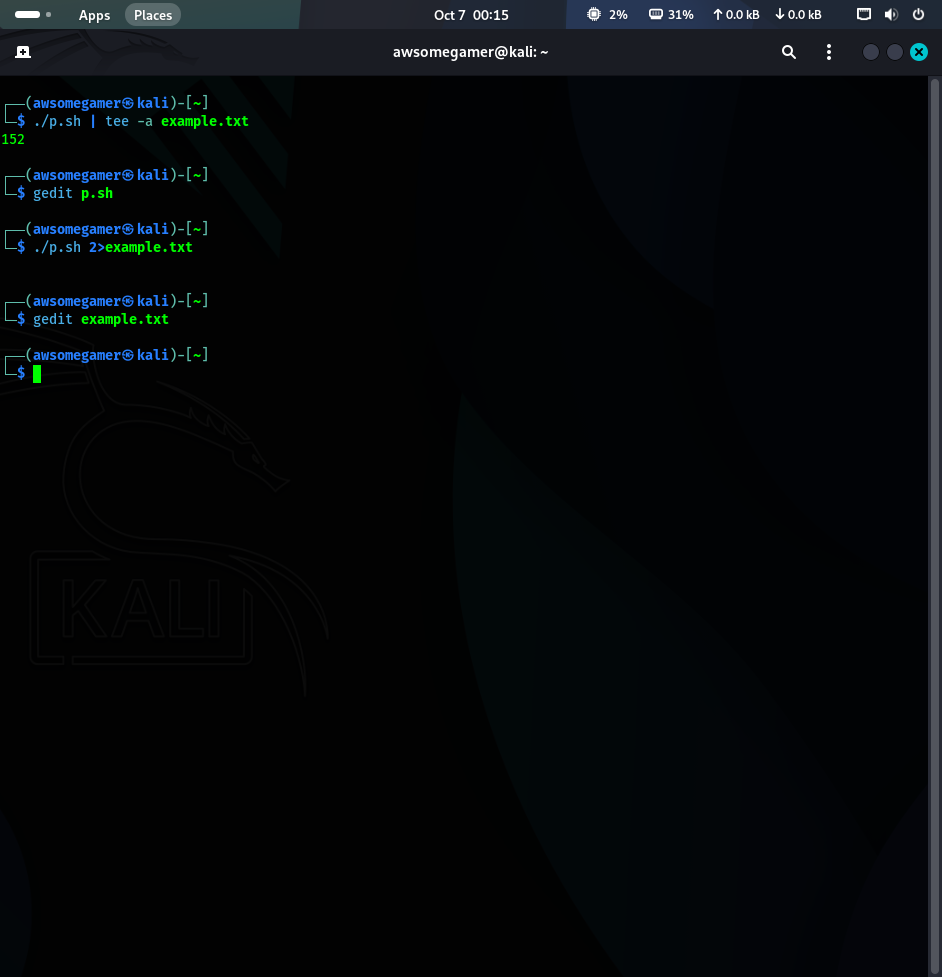 Apps Places Oct 7 00:15 2% 31% ↑0.0 kB ↓0.0 kB
awsomegamer@kali: ~
┌──(awsomegamer㉿kali)-[~]
└─$ ./p.sh | tee -a example.txt
152
┌──(awsomegamer㉿kali)-[~]
└─$ gedit p.sh
┌──(awsomegamer㉿kali)-[~]
└─$ ./p.sh 2>example.txt
┌──(awsomegamer㉿kali)-[~]
└─$ gedit example.txt
┌──(awsomegamer㉿kali)-[~]
└─$
KALI